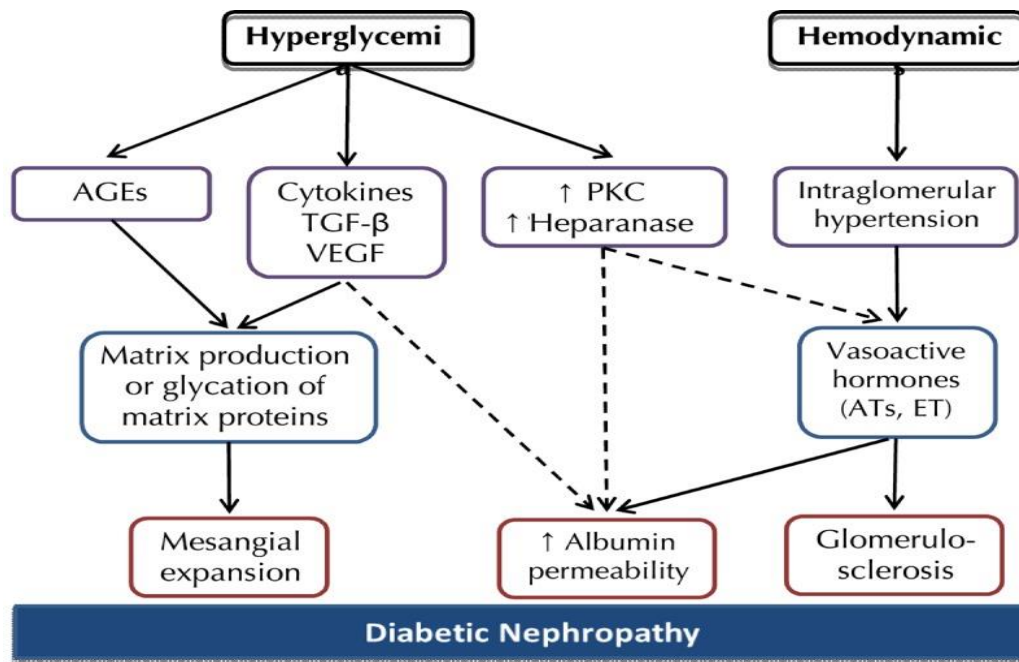 Hyperglycemi
a
Hemodynamic
s
AGEs
Cytokines
TGF-β
VEGF
↑ PKC
↑ Heparanase
Intraglomerular
hypertension
Matrix production
or glycation of
matrix proteins
Vasoactive
hormones
(ATs, ET)
Mesangial
expansion
↑ Albumin
permeability
Glomerulo-
sclerosis
Diabetic Nephropathy